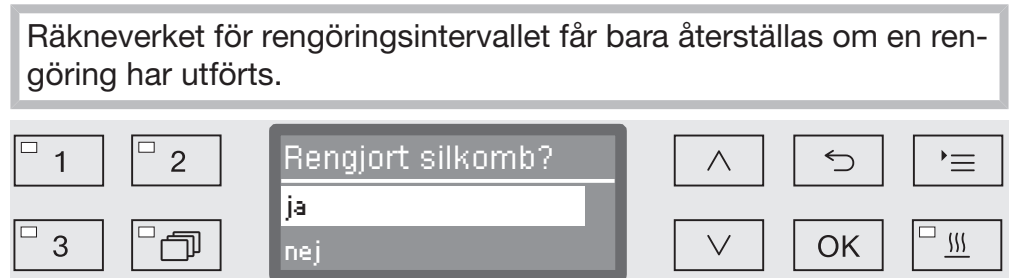 Räkneverket för rengöringsintervallet får bara återställas om en ren-
göring har utförts.
1 2 Rengjort silkomb?
ja
3 nej OK